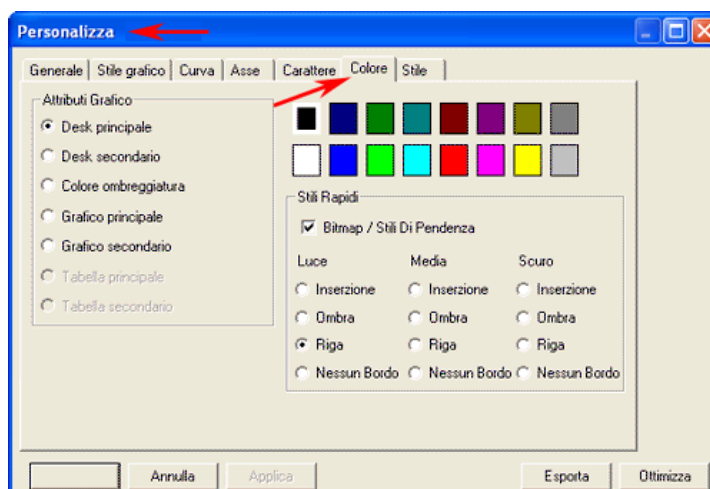 Personalizza
Generale Stile grafico Curva Asse Carattere Colore Stile
Attributi Grafico
Desk principale
Desk secondario
Colore ombreggiatura
Grafico principale
Grafico secondario
Tabella principale
Tabella secondario
Stili Rapidi
Bitmap / Stili Di Pendenza
Luce Media Scuro
Inserzione Inserzione Inserzione
Ombra Ombra Ombra
Riga Riga Riga
Nessun Bordo Nessun Bordo Nessun Bordo
Annulla Applica Esporta Ottimizza